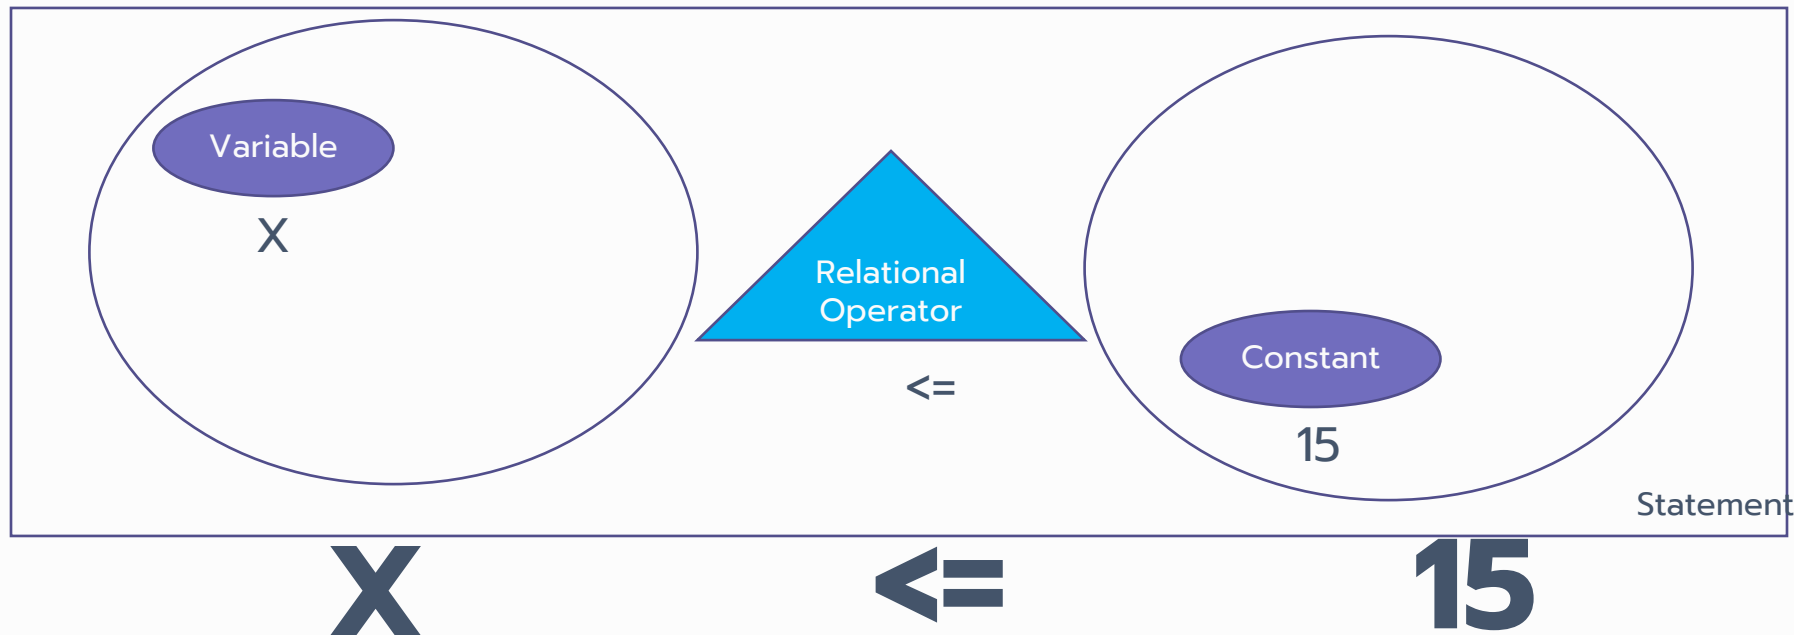 Variable
X
Relational
Operator
<=
Constant
15
Statement
X <= 15